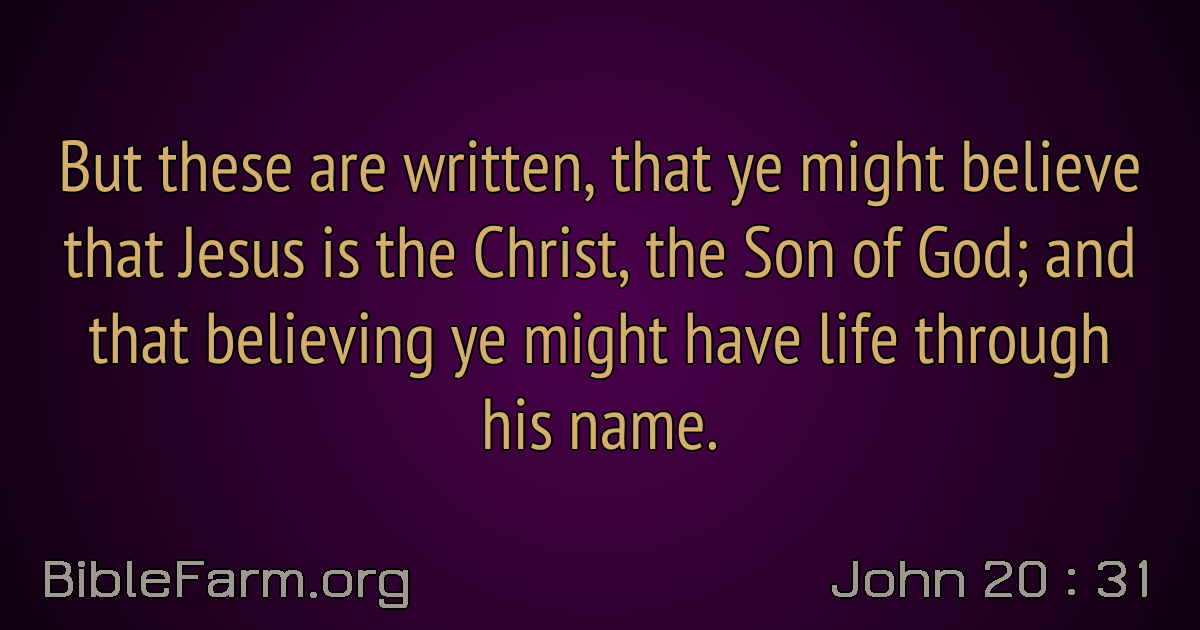 But these are written, that ye might believe
that Jesus is the Christ, the Son of God; and
that believing ye might have life through
his name.
BibleFarm.org
John 20 : 31